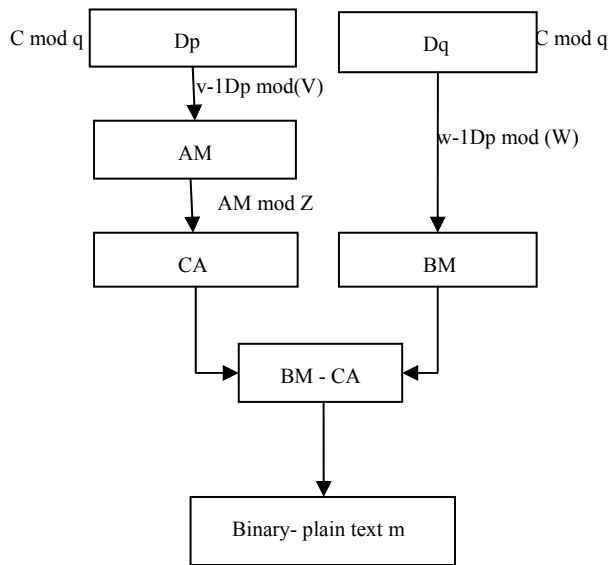 C mod q
Dp
Dq
C mod q
v-1Dp mod(V)
w-1Dp mod (W)
AM
AM mod Z
CA
BM
BM - CA
Binary- plain text m